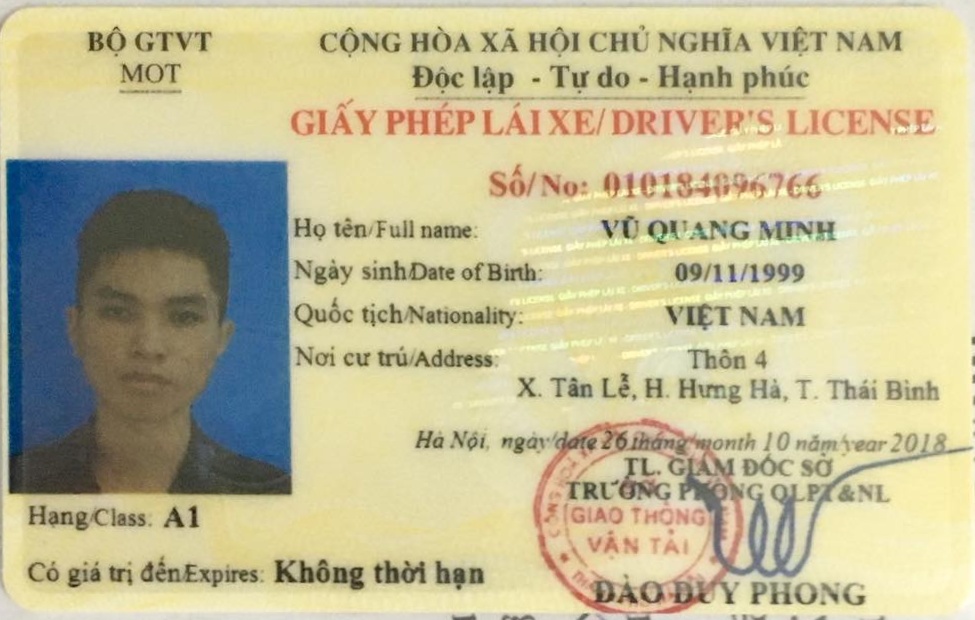 BỘ GTVT
MOT
CỘNG HÒA XÃ HỘI CHỦ NGHĨA VIỆT NAM
Độc lập - Tự do - Hạnh phúc
GIẤY PHÉP LÁI XE/ DRIVER'S LICENSE
Số/No: 010184096766
Họ tên/Full name: VŨ QUANG MINH
Ngày sinh/Date of Birth: 09/11/1999
Quốc tịch/Nationality: VIỆT NAM
Nơi cư trú/Address: Thôn 4
X. Tân Lễ, H. Hưng Hà, T. Thái Bình
Hà Nội, ngày/date 26 tháng/month 10 năm/year 2018
TL. GIÁM ĐỐC SỞ
TRƯỞNG PHÒNG QLPT&NL
GIAO THÔNG
VẬN TẢI
ĐÀO DUY PHONG
Hạng/Class: A1
Có giá trị đến/Expires: Không thời hạn